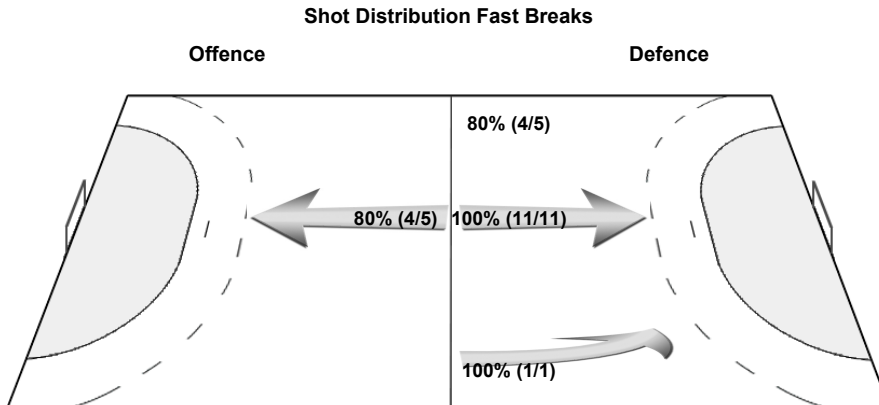 Shot Distribution Fast Breaks
Offence Defence
80% (4/5)
80% (4/5) 100% (11/11)
100% (1/1)